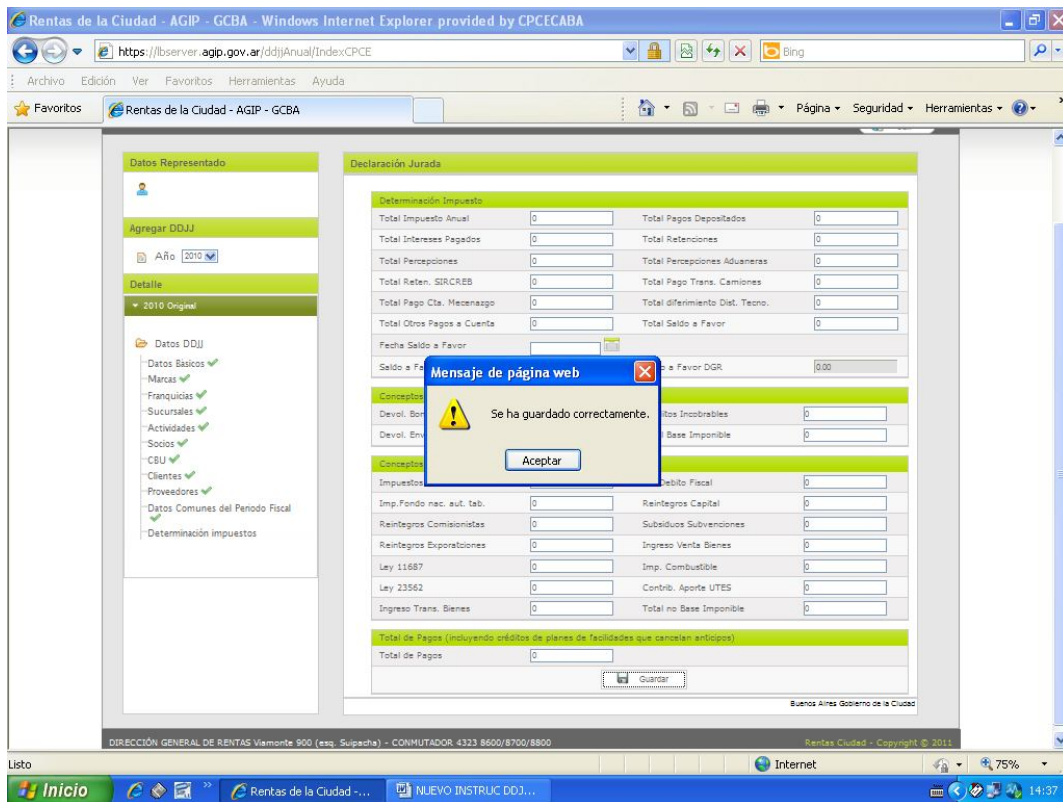 Rentas de la Ciudad - AGIP - GCBA - Windows Internet Explorer provided by CPCECABA
https://lbserver.agip.gov.ar/ddjjAnual/IndexCPCE
Bing
Archivo Edición Ver Favoritos Herramientas Ayuda
Favoritos Rentas de la Ciudad - AGIP - GCBA Página Seguridad Herramientas
Datos Representado
Agregar DDJJ
Año 2010
Detalle
2010 Original
Datos DDJJ
Datos Basicos
Marcas
Franquicias
Sucursales
Actividades
Socios
CBU
Clientes
Proveedores
Datos Comunes del Periodo Fiscal
Determinación impuestos
Declaración Jurada
Determinación Impuesto
Total Impuesto Anual 0 Total Pagos Depositados 0
Total Intereses Pagados 0 Total Retenciones 0
Total Percepciones 0 Total Percepciones Aduaneras 0
Total Reten. SIRCREB 0 Total Pago Trans. Camiones 0
Total Pago Cta. Mecenazgo 0 Total diferimiento Dist. Tecno. 0
Total Otros Pagos a Cuenta 0 Total Saldo a Favor 0
Fecha Saldo a Favor
Saldo a Fa a Favor DGR 0.00
Mensaje de página web
Se ha guardado correctamente.
Aceptar
Conceptos
Devol. Bon itos Incobrables 0
Devol. Env Base Imponible 0
Conceptos
Impuestos Debito Fiscal 0
Imp.Fondo nac. aut. tab. 0 Reintegros Capital 0
Reintegros Comisionistas 0 Subsiduos Subvenciones 0
Reintegros Exporatciones 0 Ingreso Venta Bienes 0
Ley 11687 0 Imp. Combustible 0
Ley 23562 0 Contrib. Aporte UTES 0
Ingreso Trans. Bienes 0 Total no Base Imponible 0
Total de Pagos (incluyendo créditos de planes de facilidades que cancelan anticipos)
Total de Pagos 0
Guardar
Buenos Aires Gobierno de la Ciudad
DIRECCIÓN GENERAL DE RENTAS Viamonte 900 (esq. Suipacha) - CONMUTADOR 4323 8600/8700/8800 Rentas Ciudad - Copyright © 2011
Listo Internet 75%
Inicio Rentas de la Ciudad -... NUEVO INSTRUC DDJ... 14:37